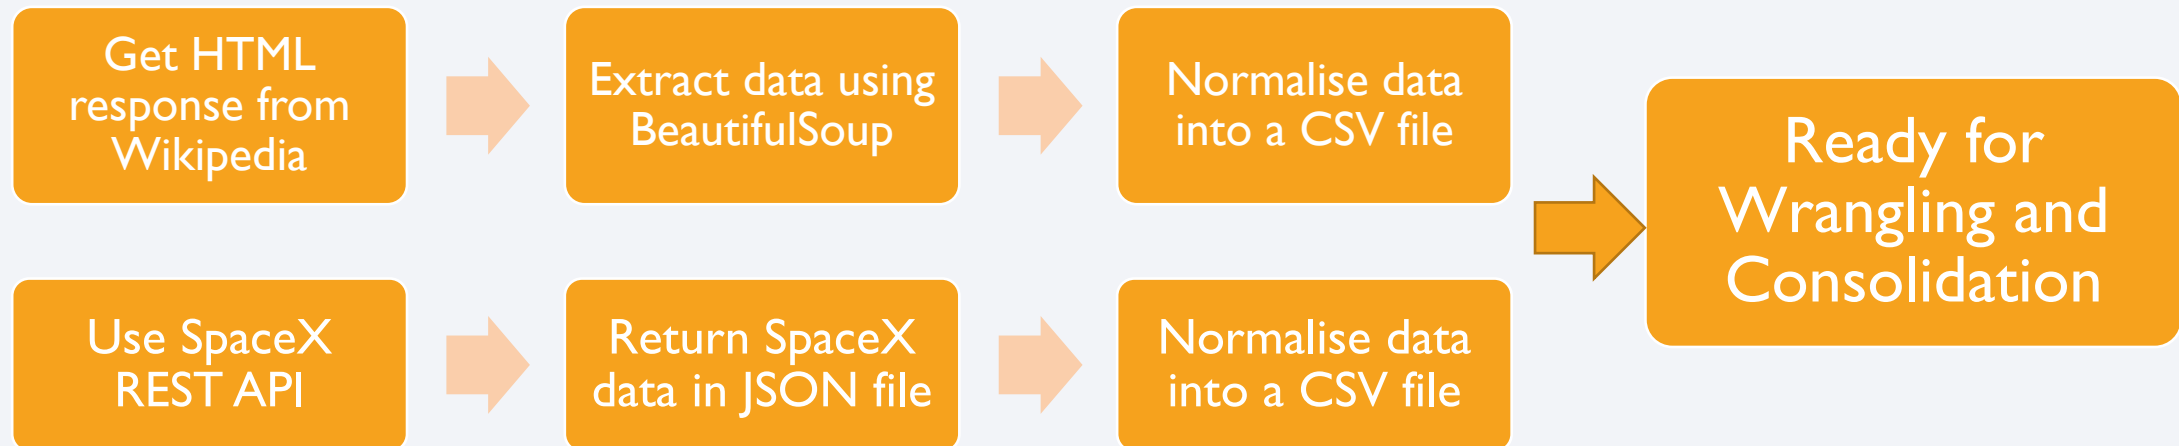 Get HTML
response from
Wikipedia
Extract data using
BeautifulSoup
Normalise data
into a CSV file
Use SpaceX
REST API
Return SpaceX
data in JSON file
Normalise data
into a CSV file
Ready for
Wrangling and
Consolidation